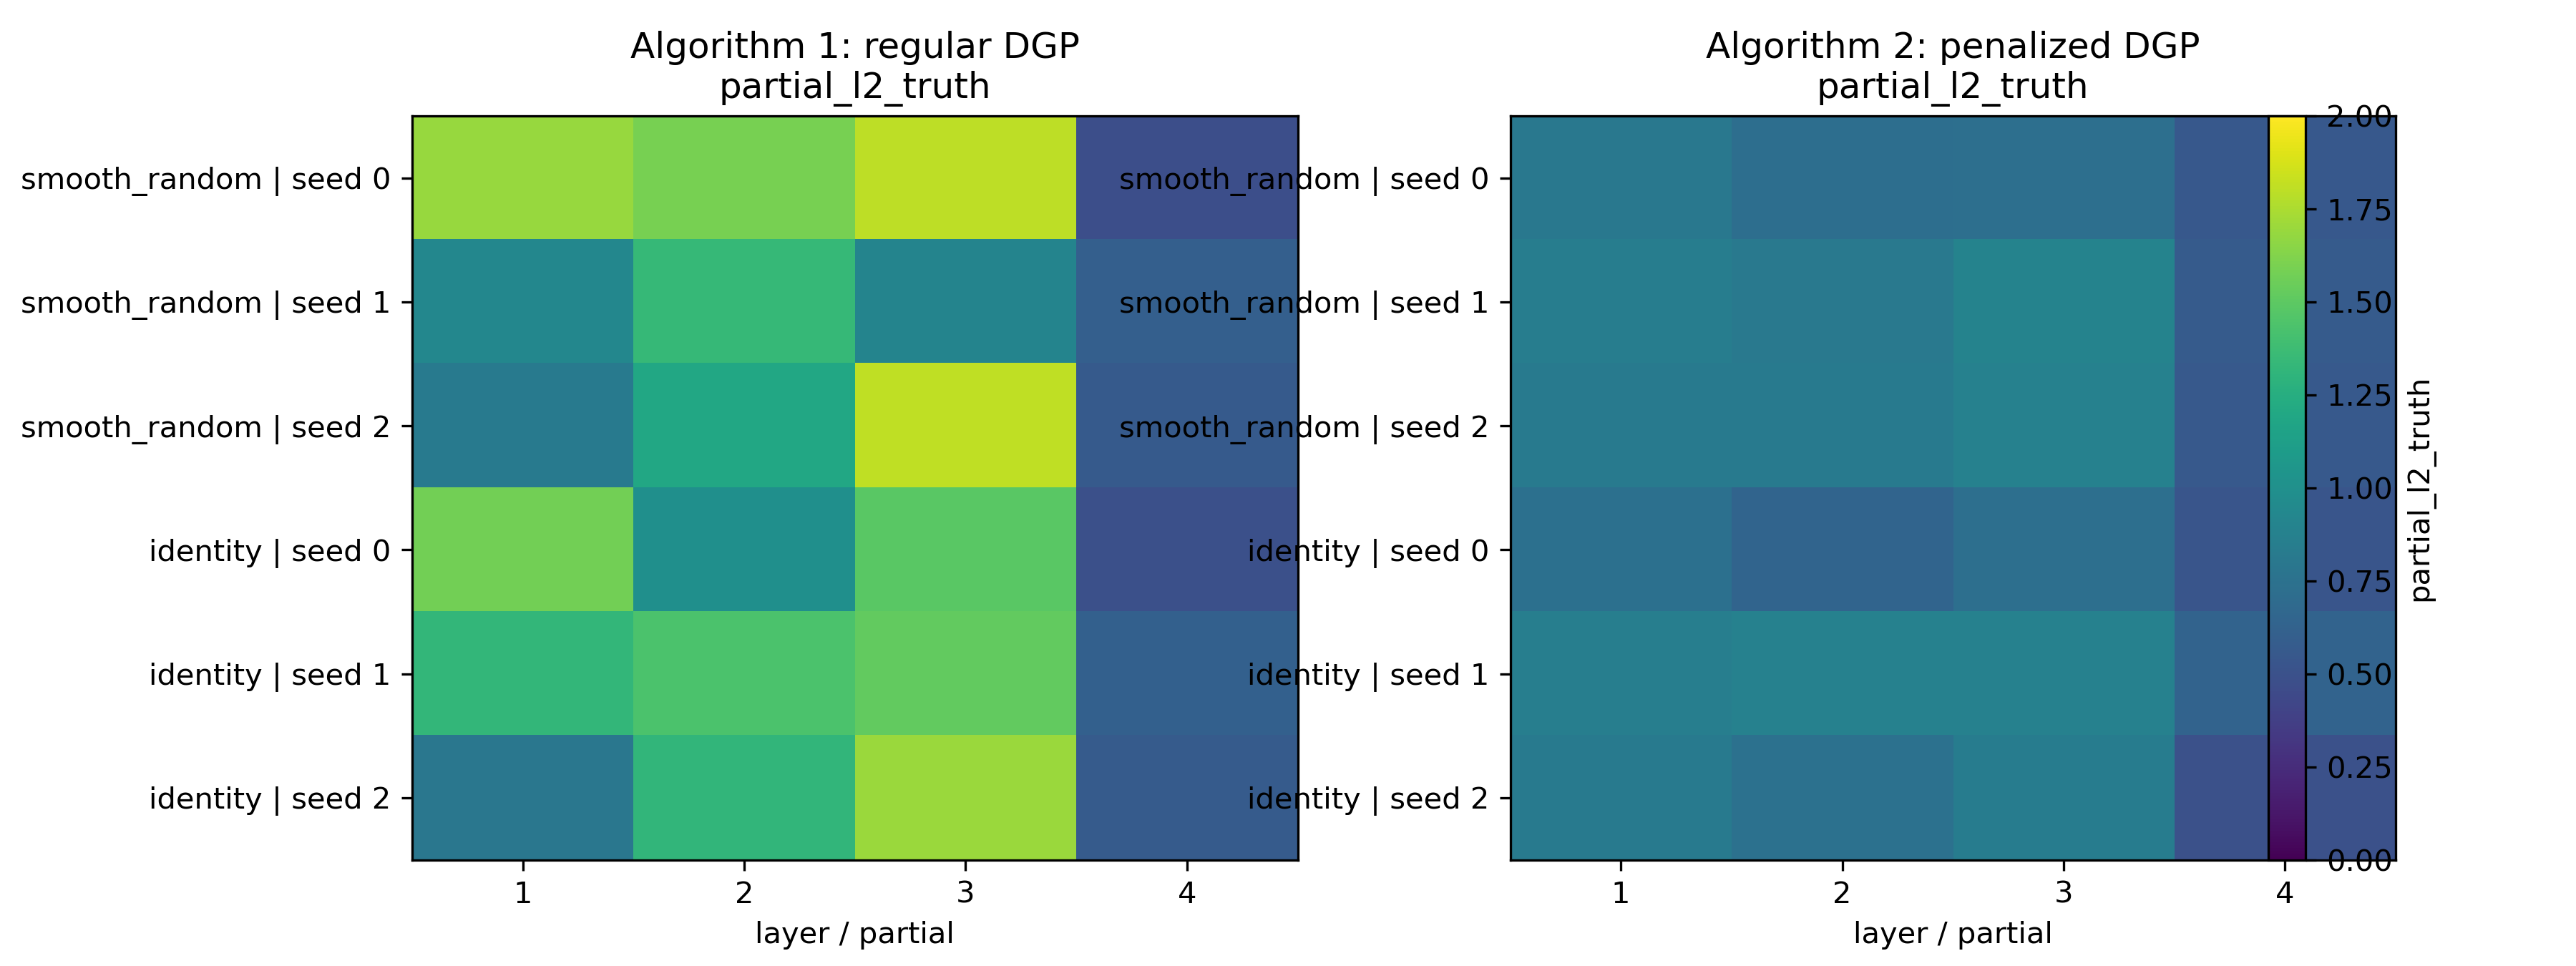 Algorithm 1: regular DGP
partial_l2_truth
smooth_random | seed 0
smooth_random | seed 1
smooth_random | seed 2
identity | seed 0
identity | seed 1
identity | seed 2
1 2 3 4
layer / partial
Algorithm 2: penalized DGP
partial_l2_truth
smooth_random | seed 0
smooth_random | seed 1
smooth_random | seed 2
identity | seed 0
identity | seed 1
identity | seed 2
1 2 3 4
layer / partial
2.00
1.75
1.50
1.25
1.00
0.75
0.50
0.25
0.00
partial_l2_truth